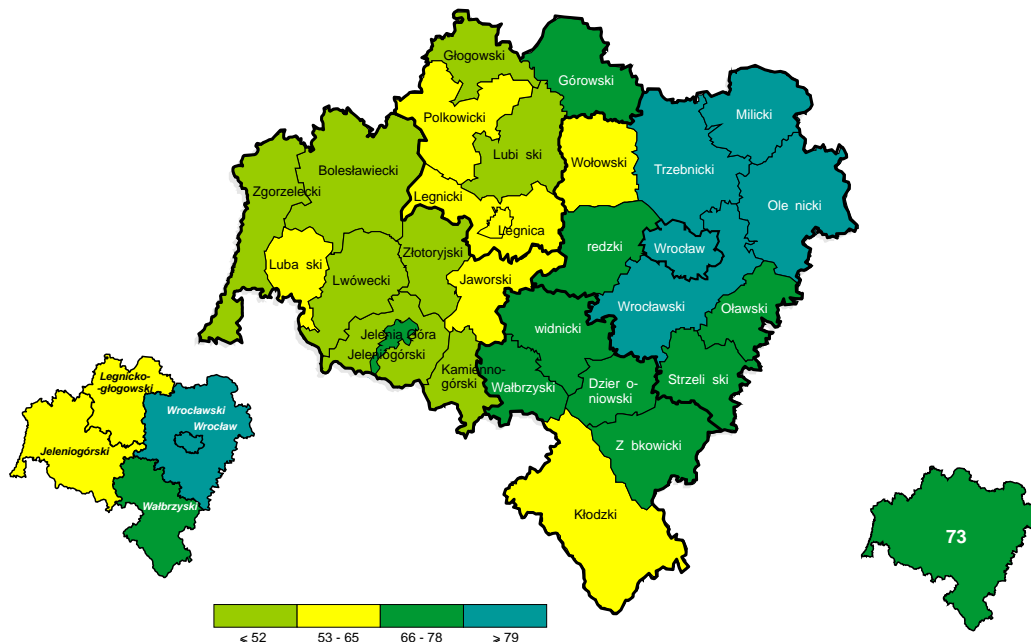 Głogowski
Górowski
Milicki
Polkowicki
Lubi ski
Wołowski
Trzebnicki
Bolesławiecki
Zgorzelecki
Legnicki
Ole nicki
Legnica
redzki
Wrocław
Luba ski
Złotoryjski
Lwówecki
Jaworski
Wrocławski
Oławski
widnicki
Jelenia Góra
Jeleniogórski
Kamienno-
górski
Wałbrzyski
Dzier o-
niowski
Strzeli ski
Z bkowicki
Kłodzki
Legnicko-
-głogowski
Wrocławski
Wrocław
Jeleniogórski
Wałbrzyski
73
≤ 52
53 - 65
66 - 78
≥ 79